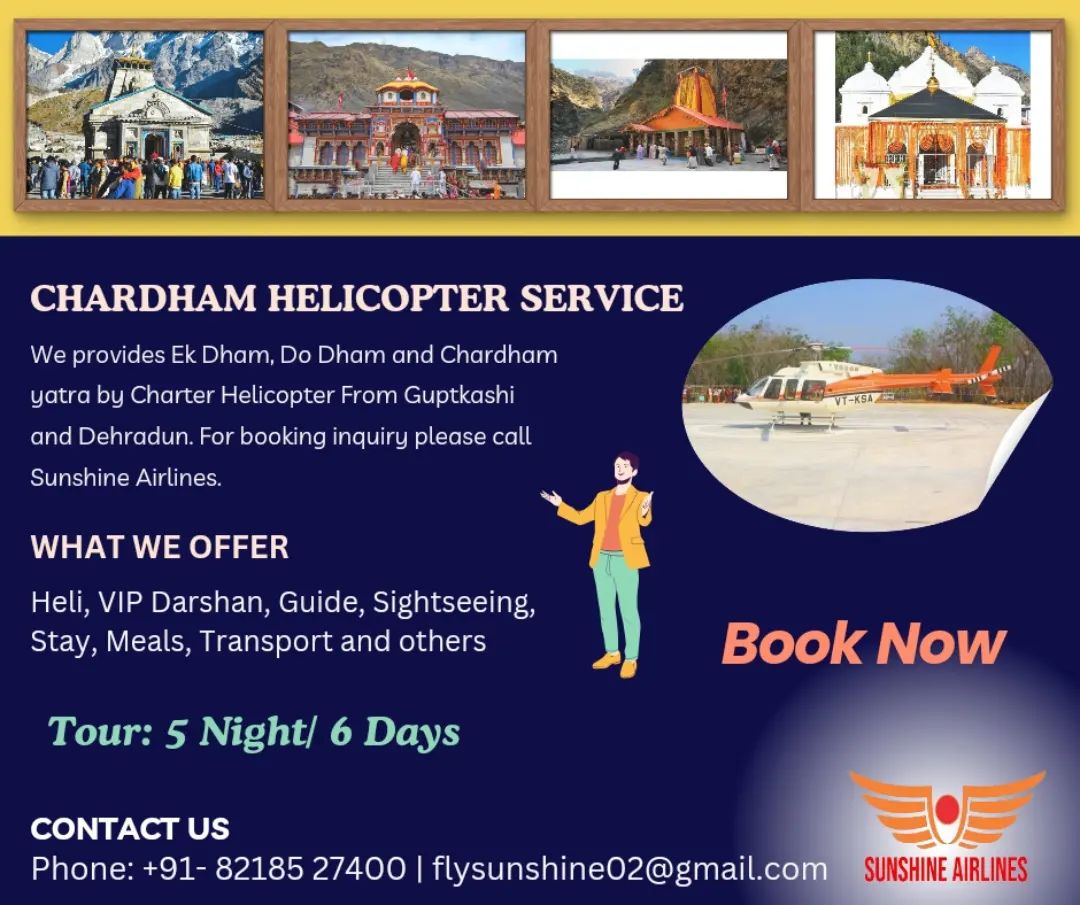 CHARDHAM HELICOPTER SERVICE
We provides Ek Dham, Do Dham and Chardham
yatra by Charter Helicopter From Guptkashi
and Dehradun. For booking inquiry please call
Sunshine Airlines.
VT-KSA
WHAT WE OFFER
Heli, VIP Darshan, Guide, Sightseeing,
Stay, Meals, Transport and others
Book Now
Tour: 5 Night/ 6 Days
CONTACT US
Phone: +91- 82185 27400 | flysunshine02@gmail.com
SUNSHINE AIRLINES